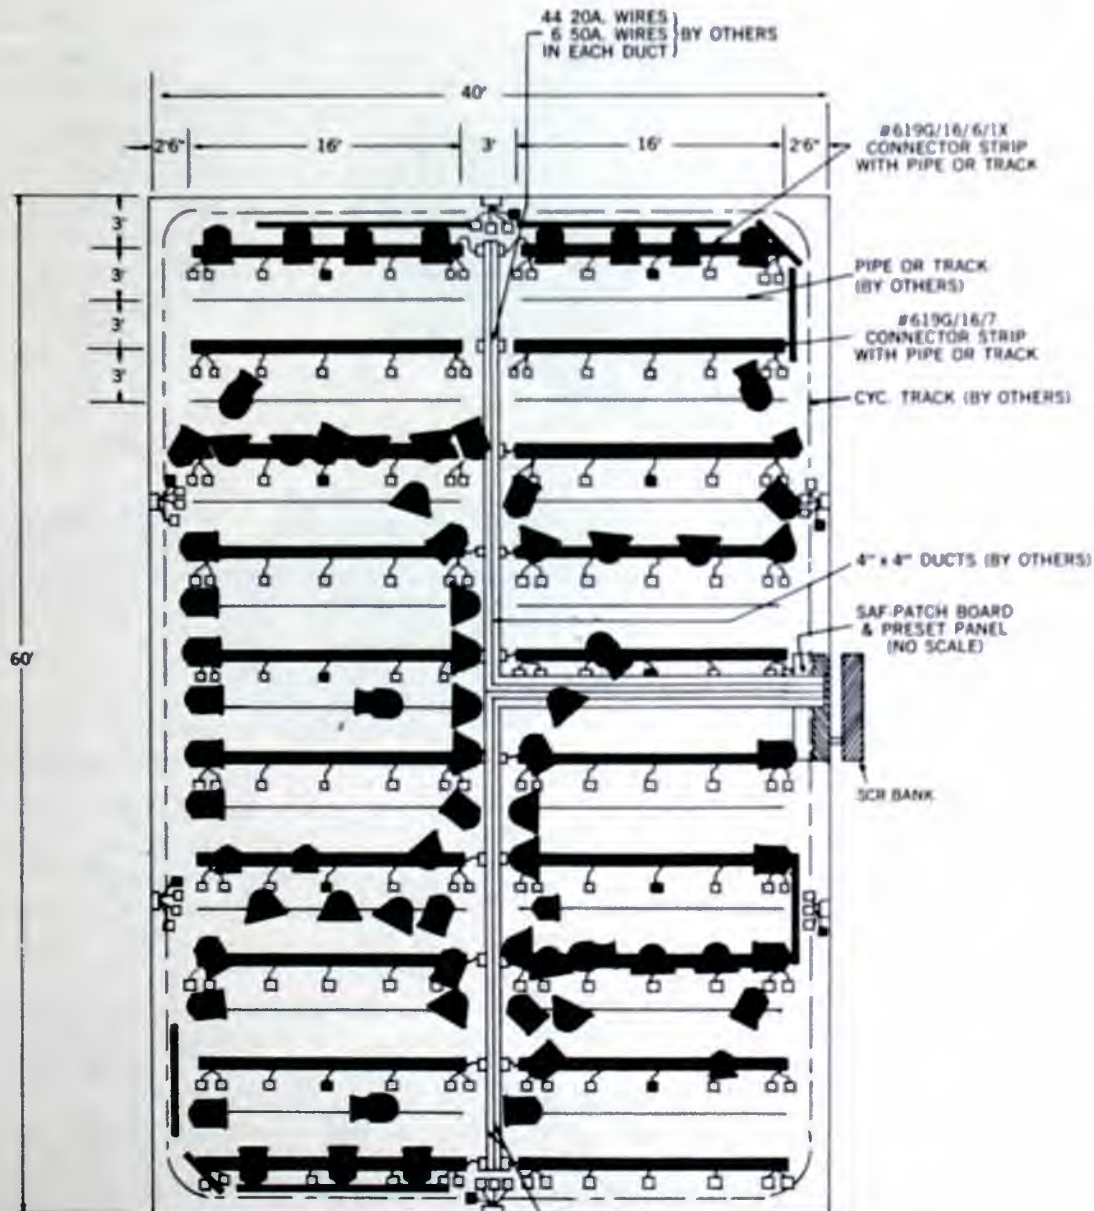 44 20A. WIRES
6 50A. WIRES } BY OTHERS
IN EACH DUCT
40'
2'6"
16'
3'
16'
2'6"
#619G/16/6/1X
CONNECTOR STRIP
WITH PIPE OR TRACK
3'
3'
3'
3'
PIPE OR TRACK
(BY OTHERS)
#619G/16/7
CONNECTOR STRIP
WITH PIPE OR TRACK
CYC. TRACK (BY OTHERS)
4" x 4" DUCTS (BY OTHERS)
SAF-PATCH BOARD
& PRESET PANEL
(NO SCALE)
60'
SCR BANK